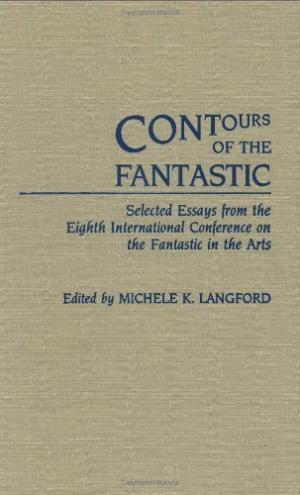 CONTOURS
OF THE
FANTASTIC
Selected Essays from the
Eighth International Conference on
the Fantastic in the Arts
Edited by MICHELE K. LANGFORD